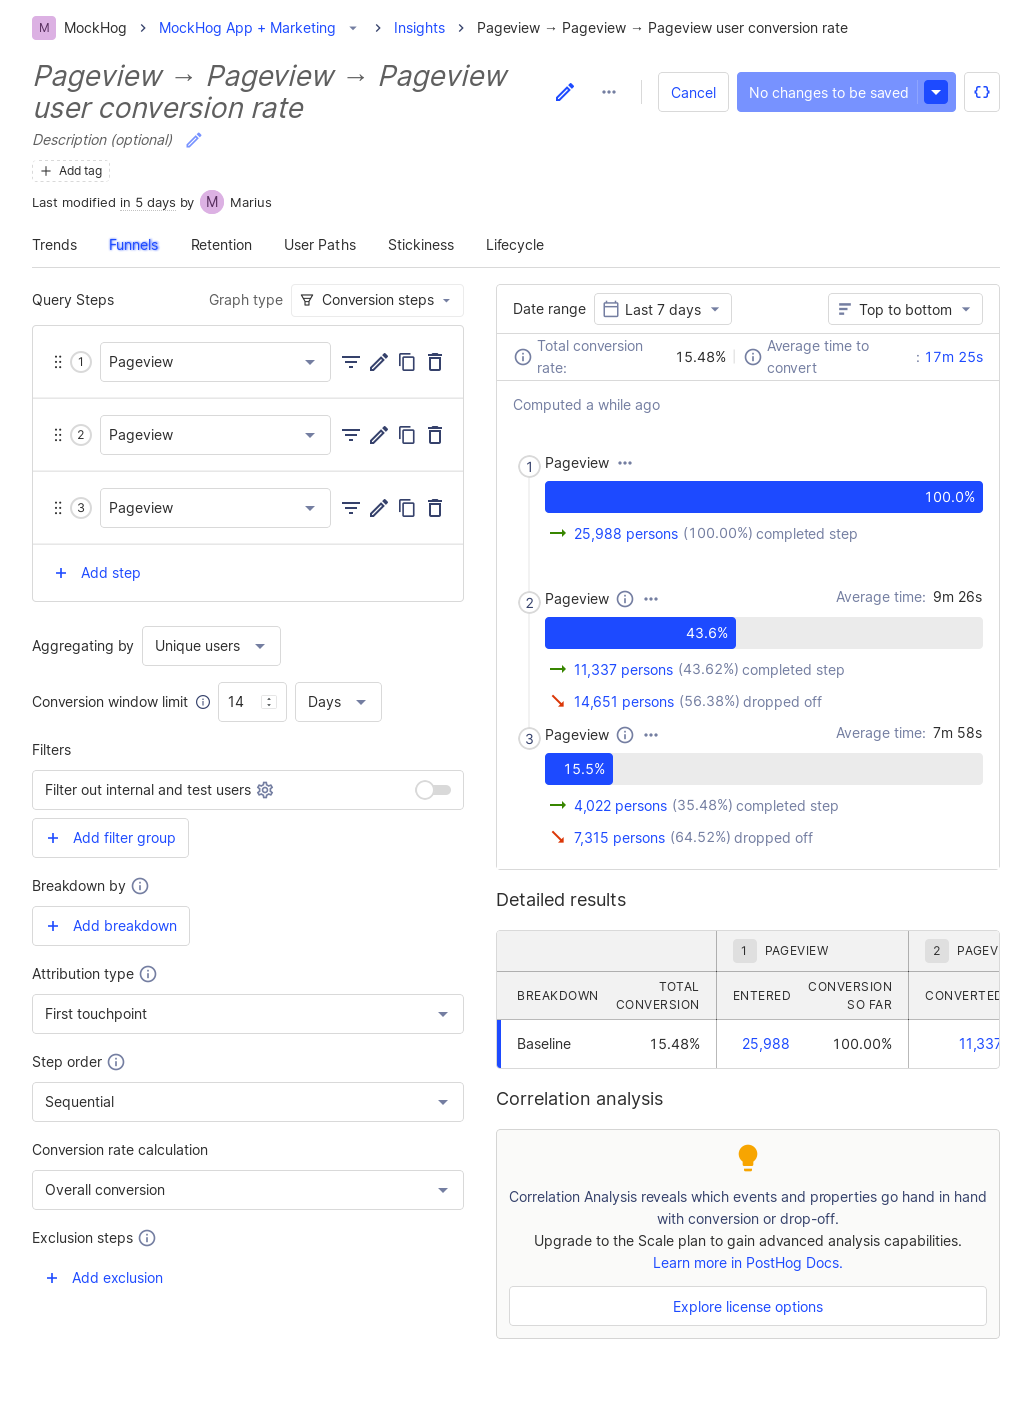 M MockHog > MockHog App + Marketing > Insights > Pageview → Pageview → Pageview user conversion rate
Pageview → Pageview → Pageview
user conversion rate
Cancel
No changes to be saved
Description (optional)
+ Add tag
Last modified in 5 days by M Marius
Trends Funnels Retention User Paths Stickiness Lifecycle
Query Steps
Graph type
Conversion steps
1 Pageview
2 Pageview
3 Pageview
+ Add step
Aggregating by Unique users
Conversion window limit 14 Days
Filters
Filter out internal and test users
+ Add filter group
Breakdown by
+ Add breakdown
Attribution type
First touchpoint
Step order
Sequential
Conversion rate calculation
Overall conversion
Exclusion steps
+ Add exclusion
Date range Last 7 days
Top to bottom
Total conversion
rate:
15.48%
Average time to
convert
: 17m 25s
Computed a while ago
1 Pageview
100.0%
25,988 persons (100.00%) completed step
2 Pageview
Average time: 9m 26s
43.6%
11,337 persons (43.62%) completed step
14,651 persons (56.38%) dropped off
3 Pageview
Average time: 7m 58s
15.5%
4,022 persons (35.48%) completed step
7,315 persons (64.52%) dropped off
Detailed results
1 PAGEVIEW
2 PAGEV
BREAKDOWN
TOTAL
CONVERSION
ENTERED
CONVERSION
SO FAR
CONVERTED
Baseline 15.48% 25,988 100.00% 11,337
Correlation analysis
Correlation Analysis reveals which events and properties go hand in hand
with conversion or drop-off.
Upgrade to the Scale plan to gain advanced analysis capabilities.
Learn more in PostHog Docs.
Explore license options